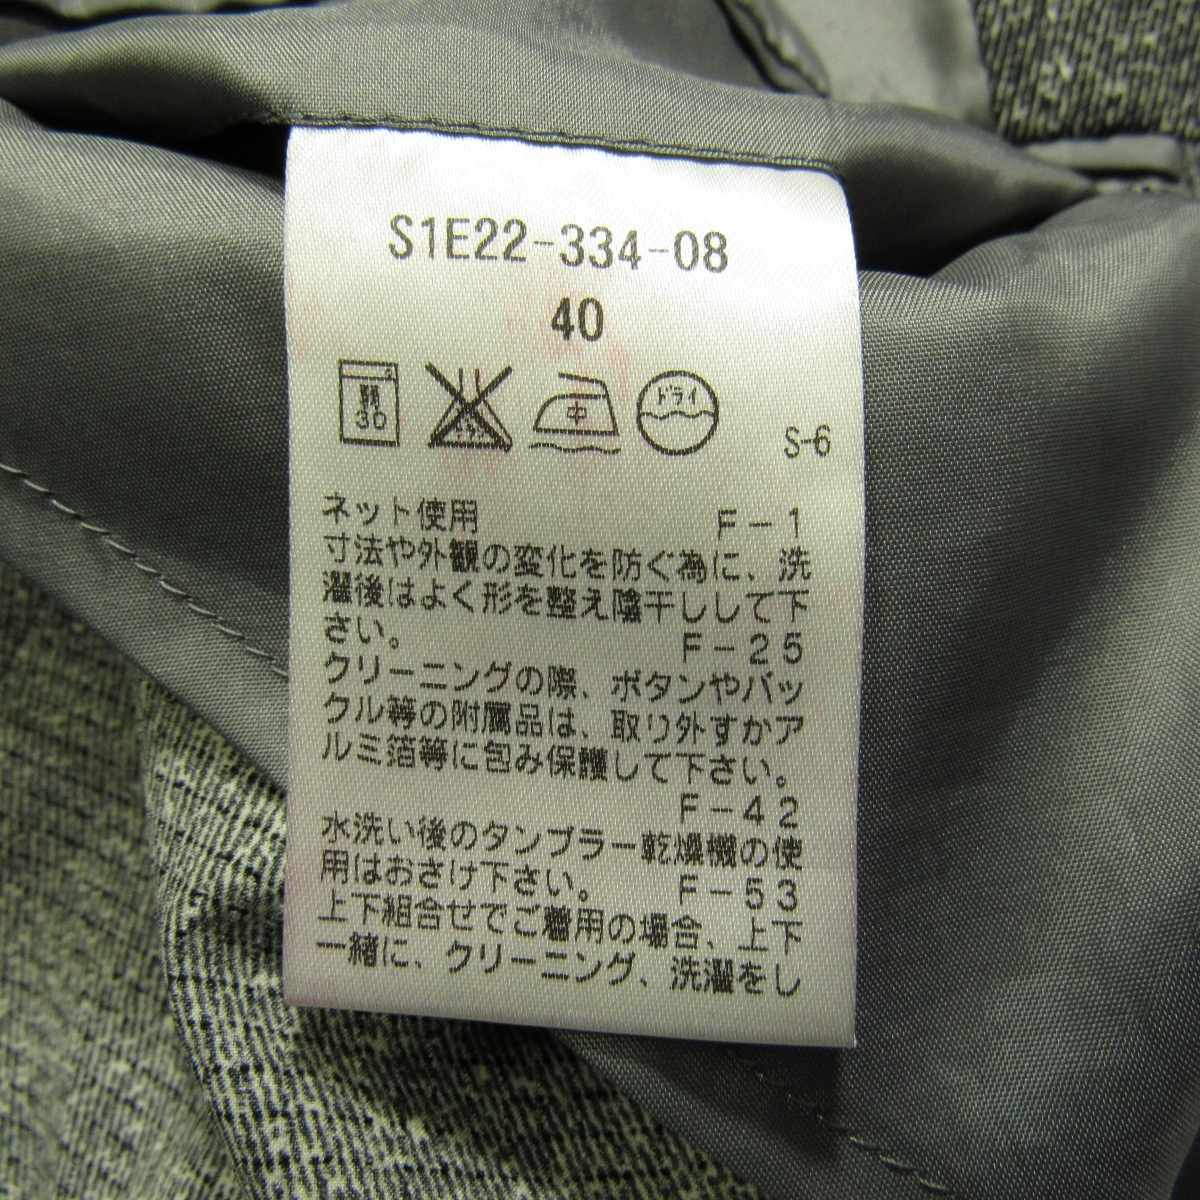 S1E22-334-08
40
30
中
ドライ
S-6
ネット使用 F-1
寸法や外観の変化を防ぐ為に、洗
濯後はよく形を整え陰干しして下
さい。 F-25
クリーニングの際、ボタンやバッ
クル等の附属品は、取り外すかア
ルミ箔等に包み保護して下さい。
F-42
水洗い後のタンブラー乾燥機の使
用はおさけ下さい。 F-53
上下組合せでご着用の場合、上下
一緒に、クリーニング、洗濯をし